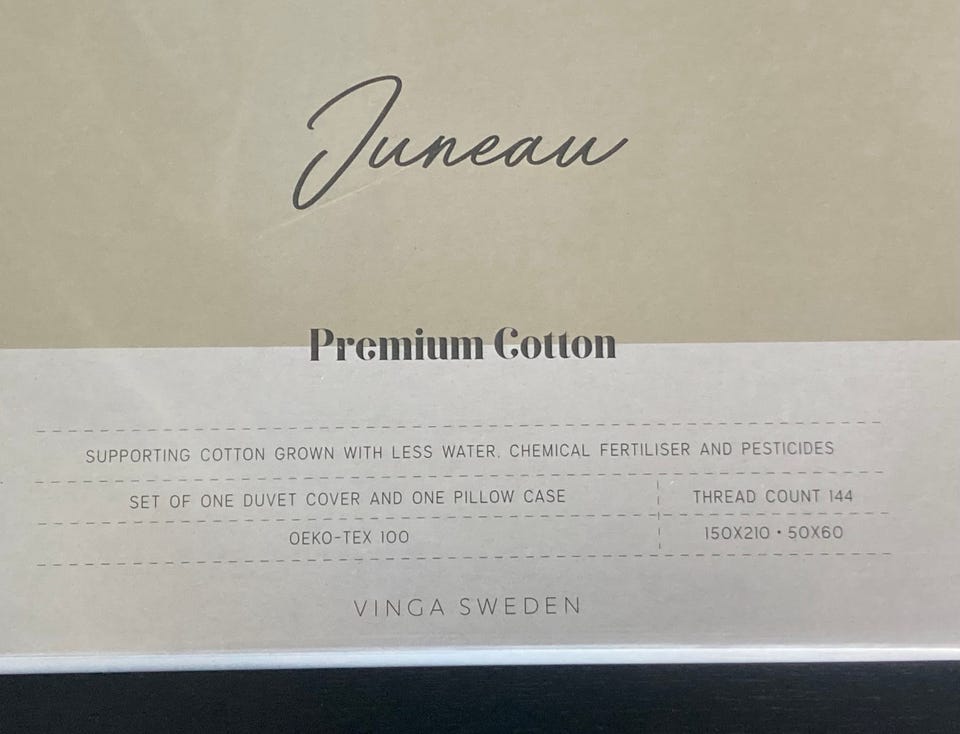 Juneau
Premium Cotton
SUPPORTING COTTON GROWN WITH LESS WATER, CHEMICAL FERTILISER AND PESTICIDES
SET OF ONE DUVET COVER AND ONE PILLOW CASE
THREAD COUNT 144
OEKO-TEX 100
150X210 • 50X60
VINGA SWEDEN